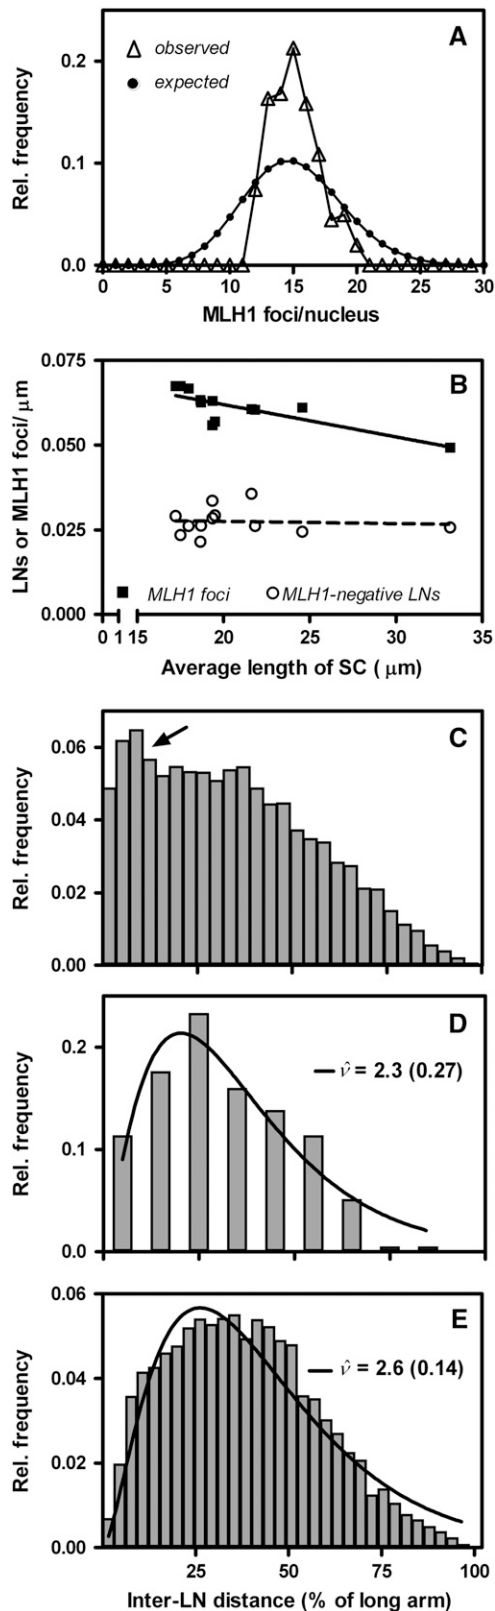 A
observed
expected
0.2
0.1
0.0
Rel. frequency
0 5 10 15 20 25 30
MLH1 foci/nucleus
B
0.075
0.050
0.025
0.000
LNs or MLH1 foci/ μm
MLH1 foci
MLH1-negative LNs
0 1 15 20 25 30 35
Average length of SC ( μm)
C
0.06
0.04
0.02
0.00
Rel. frequency
D
0.2
0.1
0.0
Rel. frequency
ν̂ = 2.3 (0.27)
E
0.06
0.04
0.02
0.00
Rel. frequency
ν̂ = 2.6 (0.14)
25 50 75 100
Inter-LN distance (% of long arm)